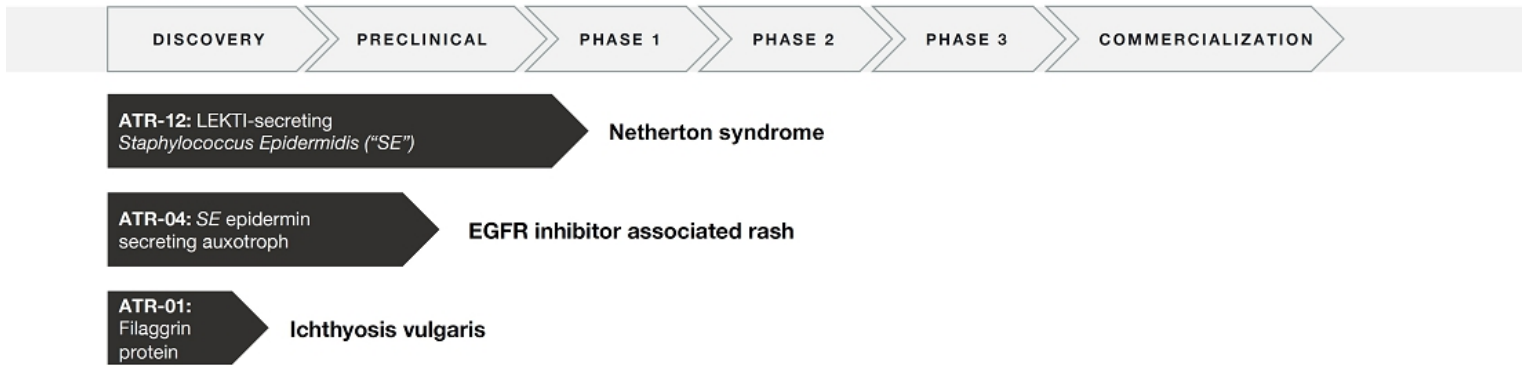 DISCOVERY PRECLINICAL PHASE 1 PHASE 2 PHASE 3 COMMERCIALIZATION
ATR-12: LEKTI-secreting
Staphylococcus Epidermidis (“SE”)
Netherton syndrome
ATR-04: SE epidermin
secreting auxotroph
EGFR inhibitor associated rash
ATR-01:
Filaggrin
protein
Ichthyosis vulgaris